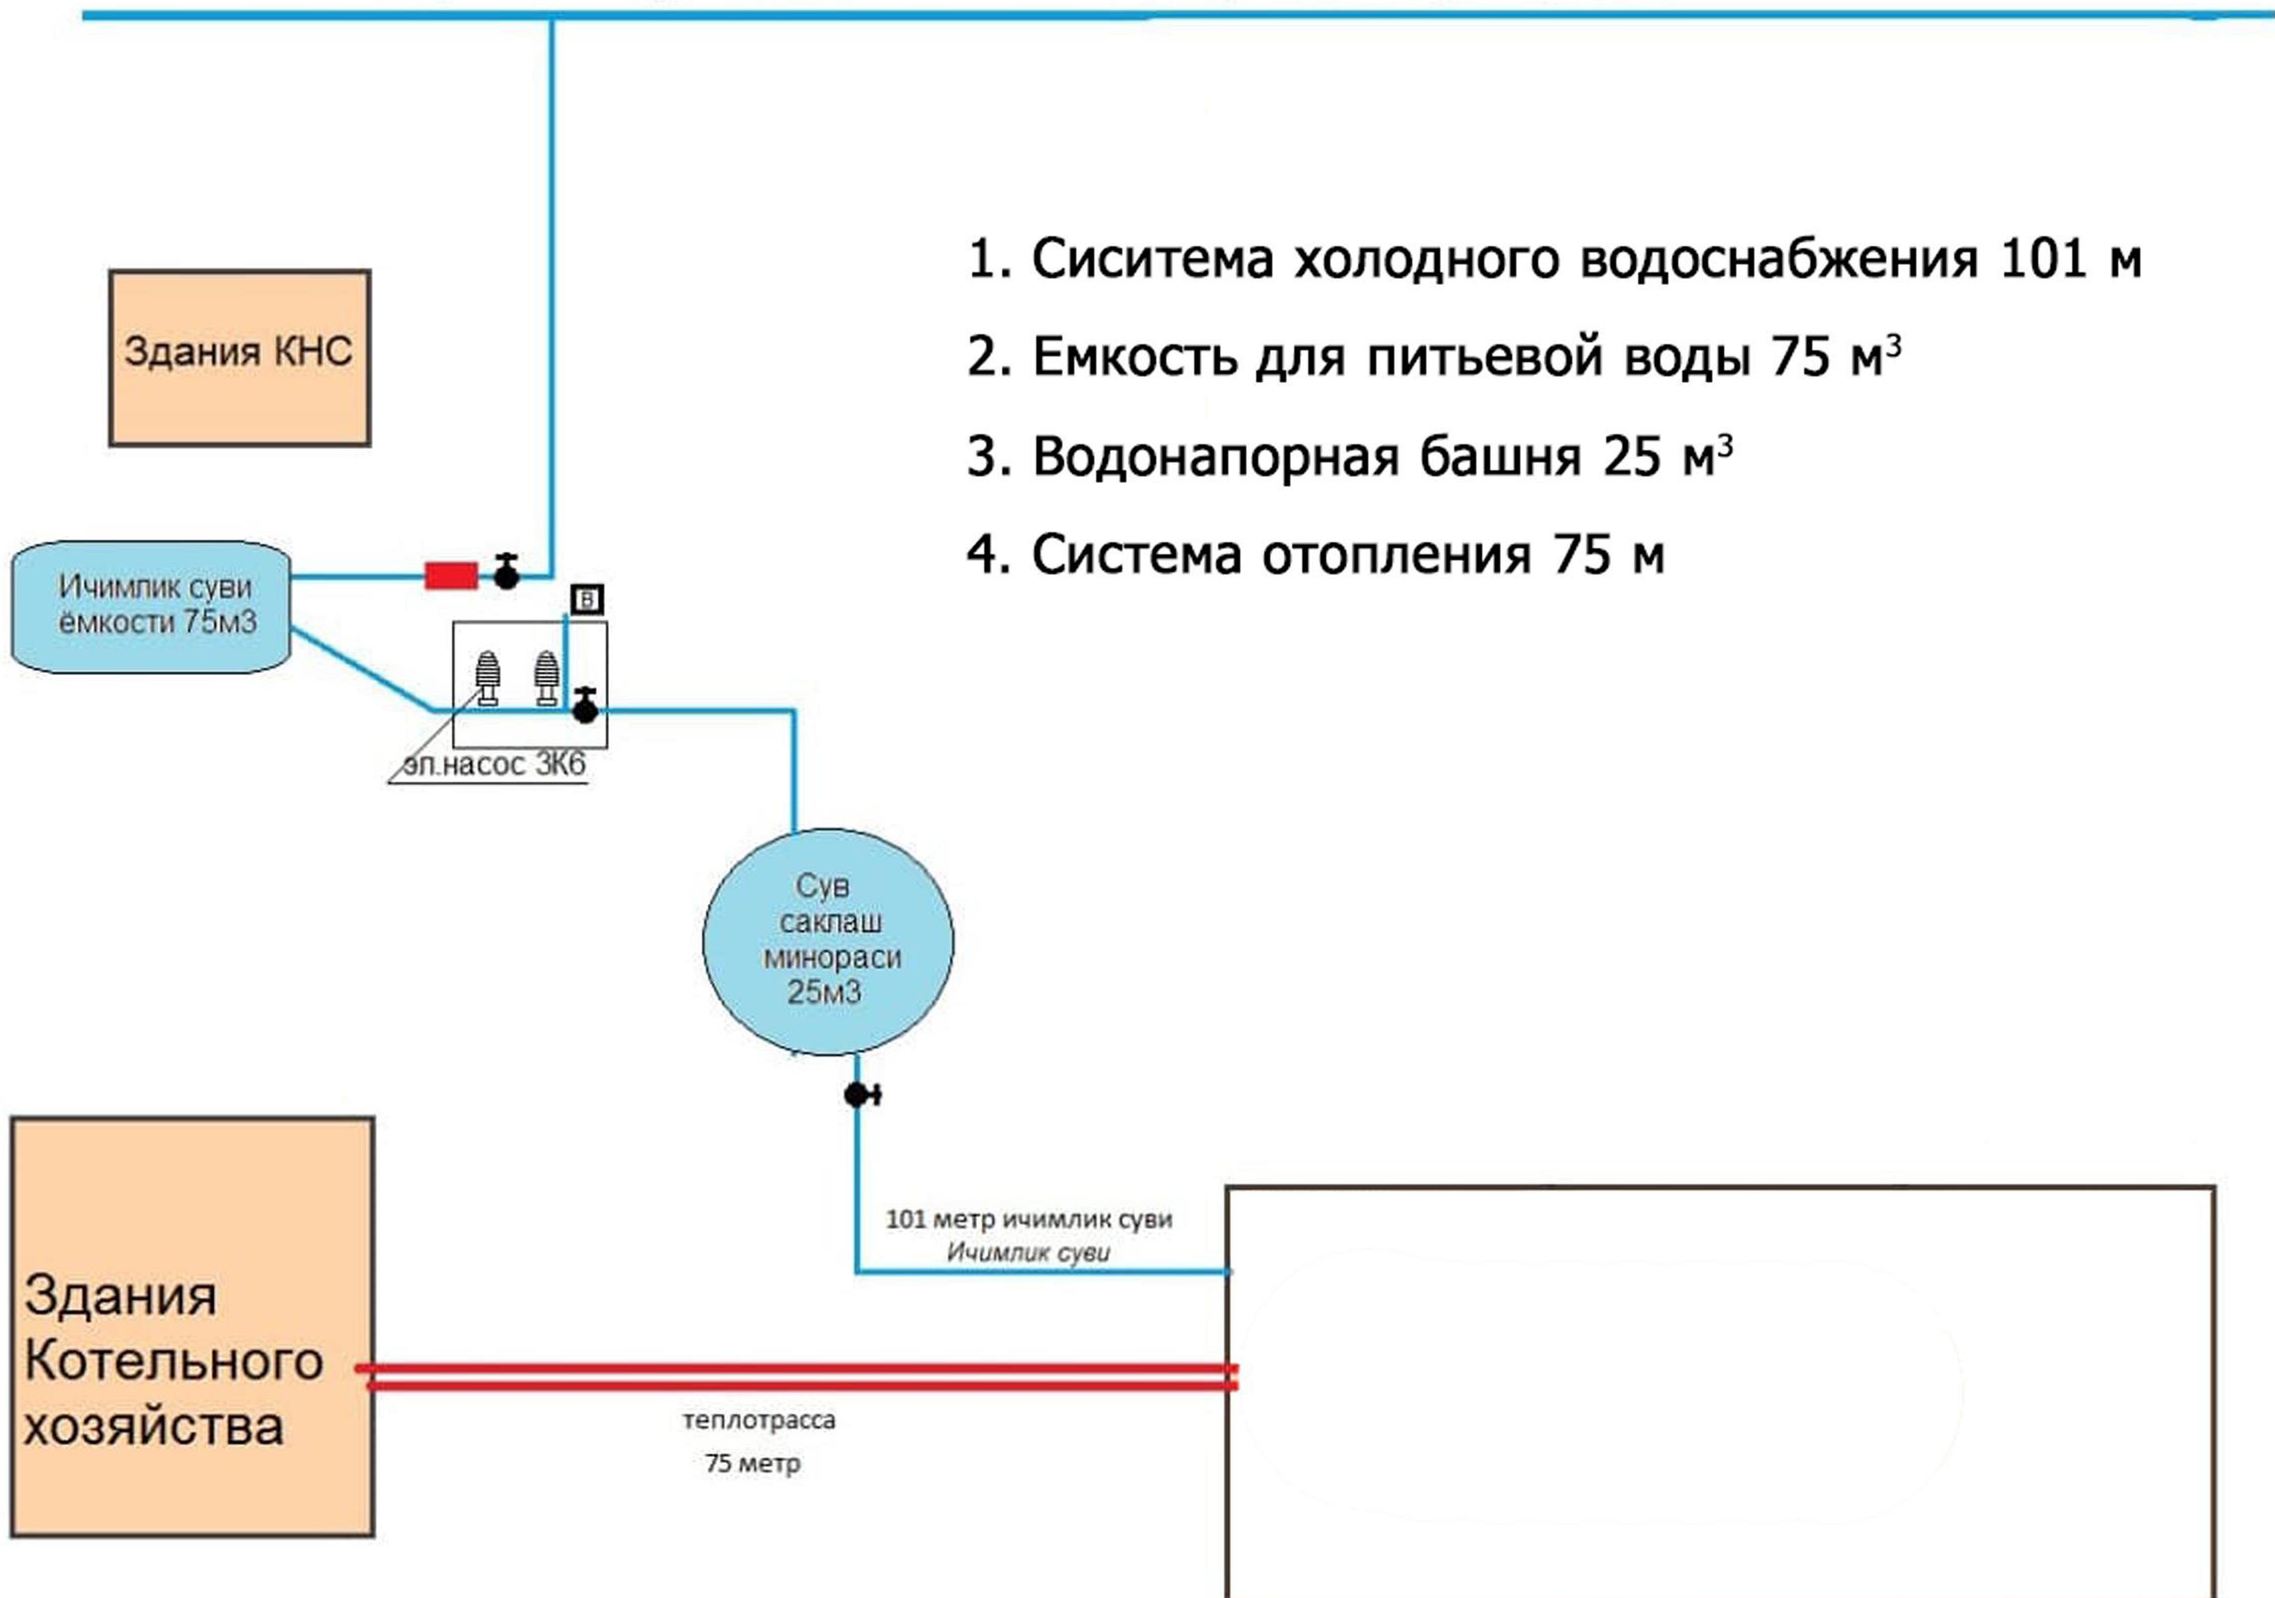 1. Сиситема холодного водоснабжения 101 м
2. Емкость для питьевой воды 75 м³
3. Водонапорная башня 25 м³
4. Система отопления 75 м
Здания КНС
Ичимлик суви
ёмкости 75м3
В
эл.насос 3К6
Сув
саклаш
минораси
25м3
101 метр ичимлик суви
Ичимлик суви
Здания
Котельного
хозяйства
теплотрасса
75 метр